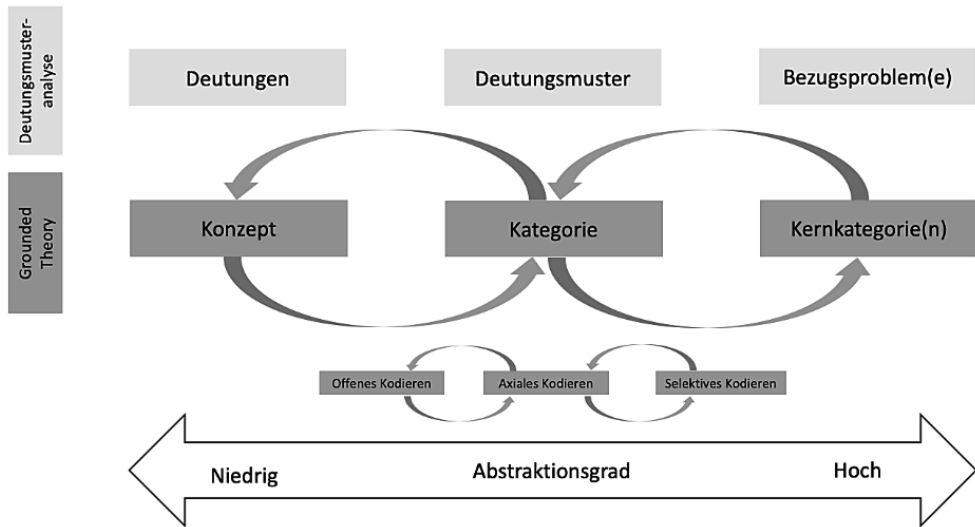 Deutungsmuster-
analyse
Deutungen
Deutungsmuster
Bezugsproblem(e)
Grounded
Theory
Konzept
Kategorie
Kernkategorie(n)
Offenes Kodieren
Axiales Kodieren
Selektives Kodieren
Niedrig
Abstraktionsgrad
Hoch